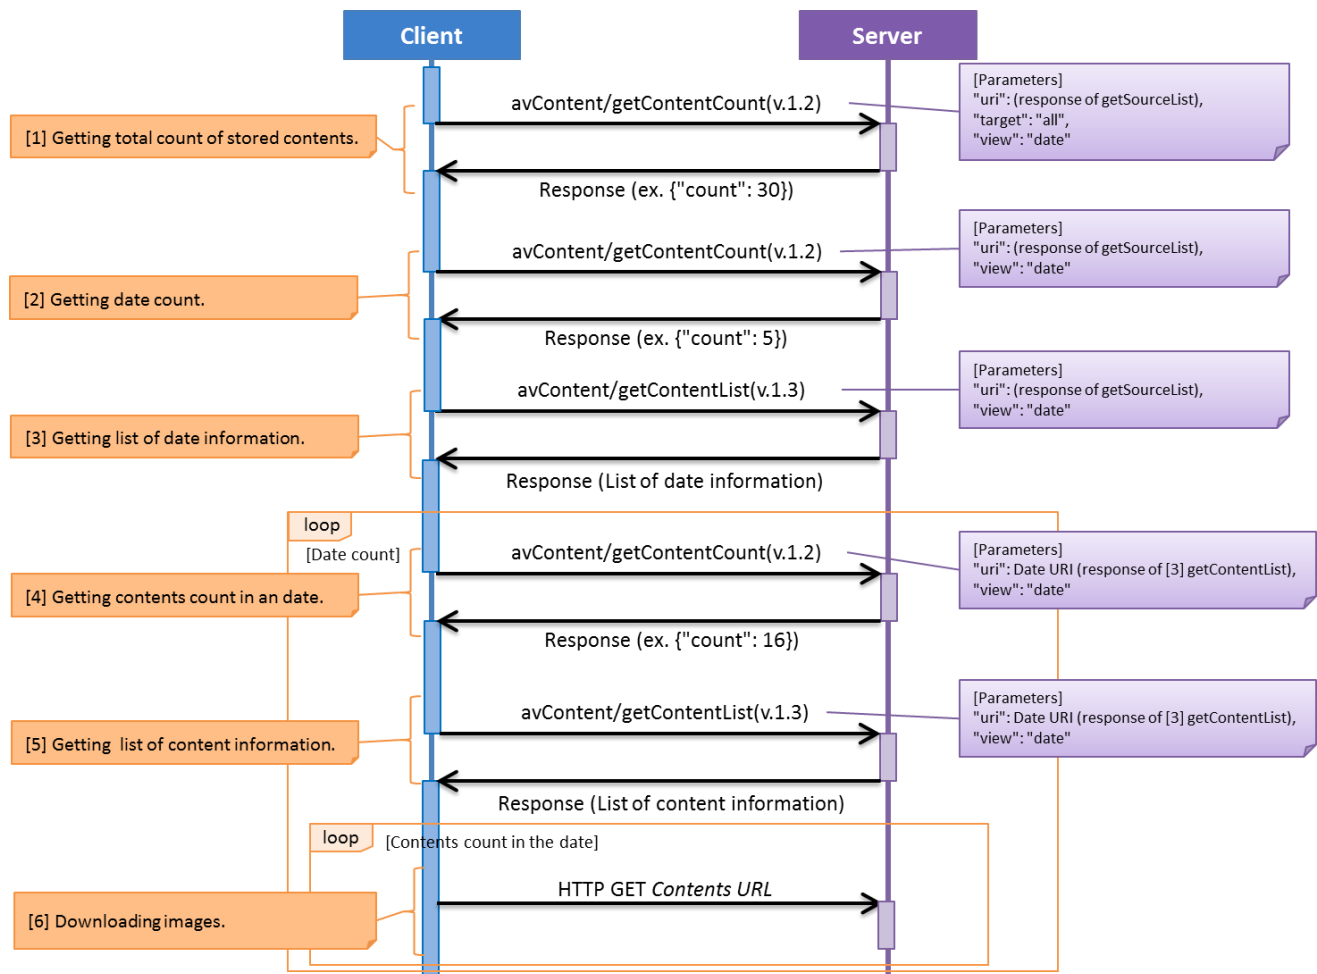 Client
Server
[Parameters]
"uri": (response of getSourceList),
"target": "all",
"view": "date"
avContent/getContentCount(v.1.2)
[1] Getting total count of stored contents.
Response (ex. {"count": 30})
[Parameters]
"uri": (response of getSourceList),
"view": "date"
avContent/getContentCount(v.1.2)
[2] Getting date count.
Response (ex. {"count": 5})
[Parameters]
"uri": (response of getSourceList),
"view": "date"
avContent/getContentList(v.1.3)
[3] Getting list of date information.
Response (List of date information)
loop
[Date count]
avContent/getContentCount(v.1.2)
[Parameters]
"uri": Date URI (response of [3] getContentList),
"view": "date"
[4] Getting contents count in an date.
Response (ex. {"count": 16})
[Parameters]
"uri": Date URI (response of [3] getContentList),
"view": "date"
avContent/getContentList(v.1.3)
[5] Getting  list of content information.
Response (List of content information)
loop
[Contents count in the date]
HTTP GET Contents URL
[6] Downloading images.